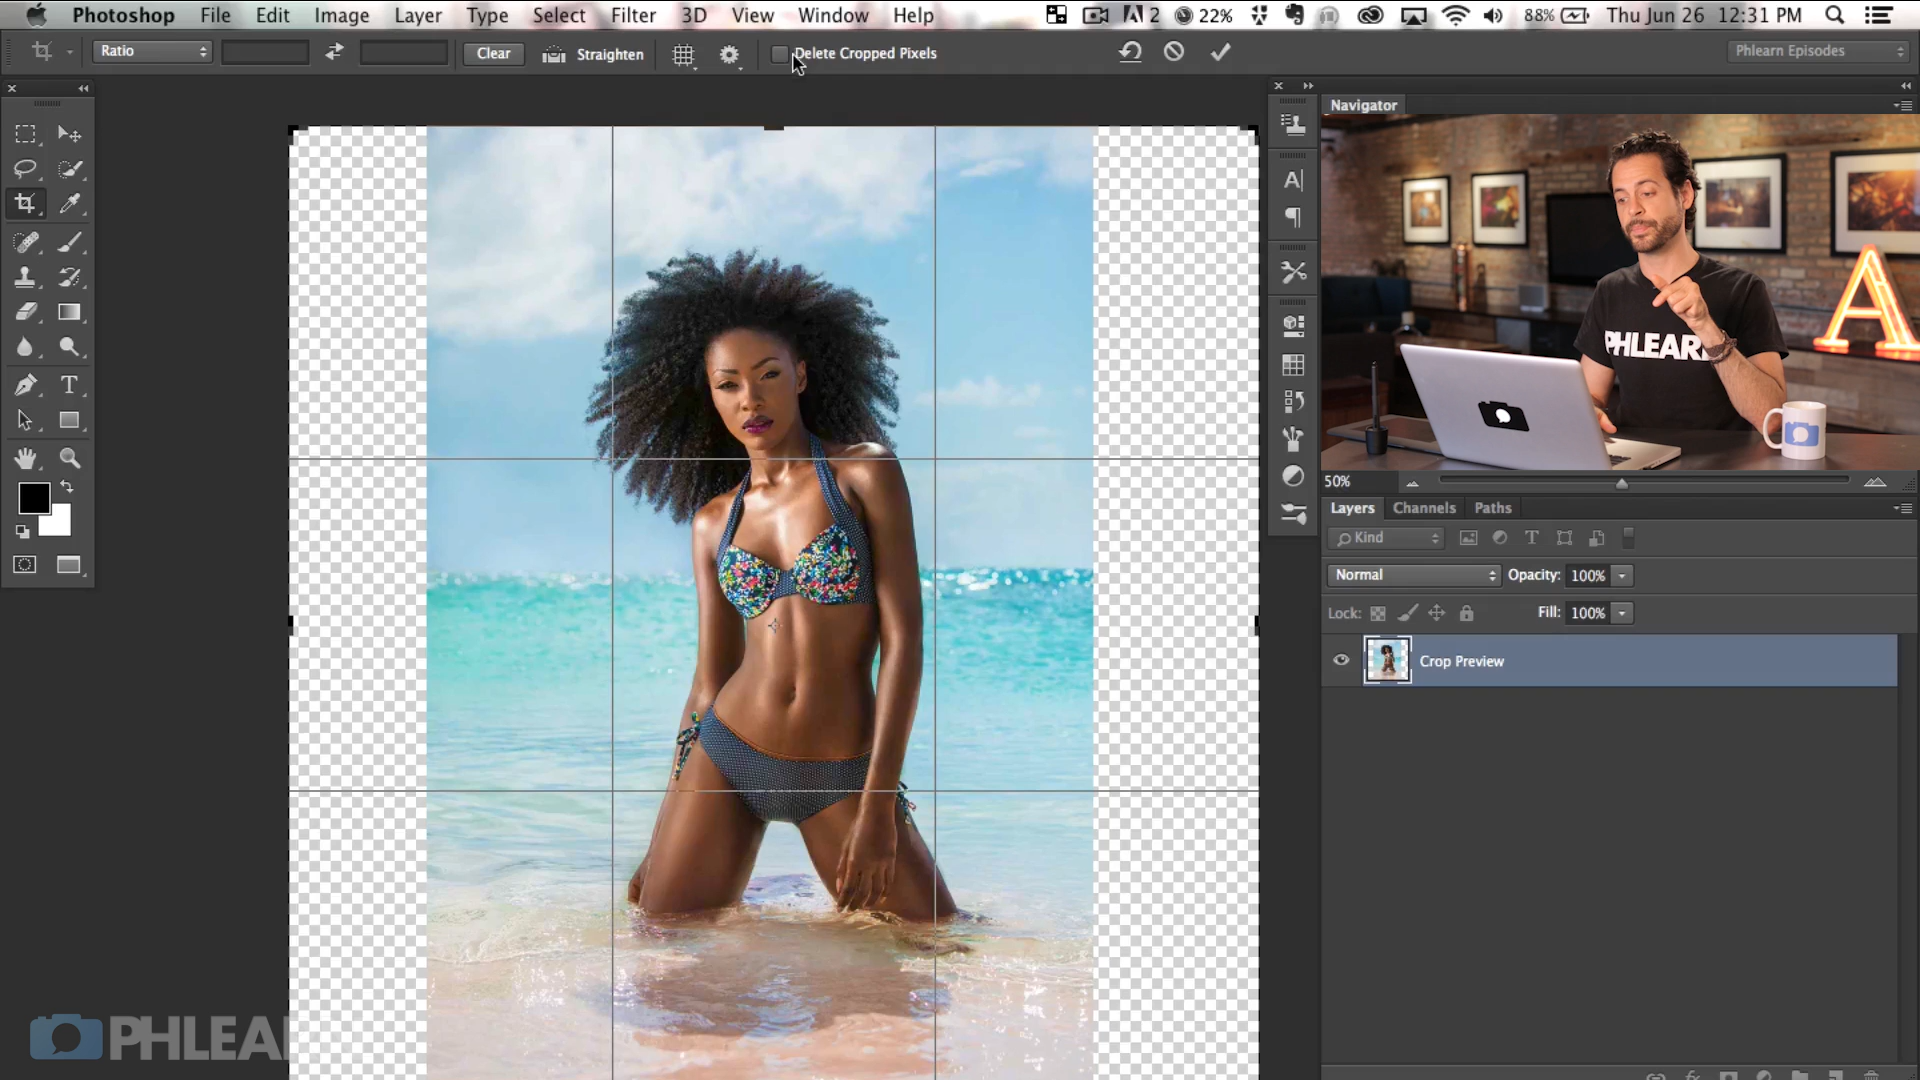 Photoshop File Edit Image Layer Type Select Filter 3D View Window Help 2 22% 88% Thu Jun 26 12:31 PM
Ratio Clear Straighten Delete Cropped Pixels Phlearn Episodes
Navigator
A
PHLEAR
50%
Layers Channels Paths
Kind
Normal Opacity: 100%
Lock: Fill: 100%
Crop Preview
PHLEAR